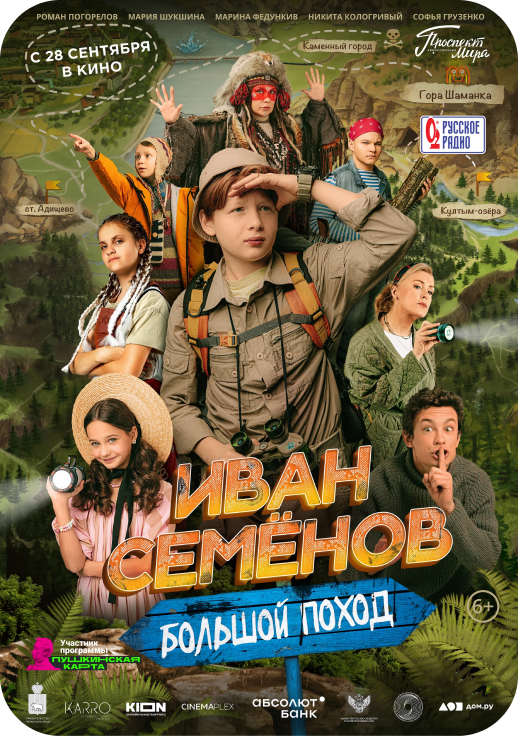 РОМАН ПОГОРЕЛОВ МАРИЯ ШУКШИНА МАРИНА ФЕДУНКИВ НИКИТА КОЛОГРИВЫЙ СОФЬЯ ГРУЗЕНКО
С 28 СЕНТЯБРЯ
В КИНО
Каменный город
Проспект
Мира
Гора Шаманка
РУССКОЕ
РАДИО
ст. Адищево
Култым-озёра
ИВАН
СЕМЁНОВ
БОЛЬШОЙ ПОХОД
6+
Участник
программы
ПУШКИНСКАЯ
КАРТА
KARRO
KION
CINEMAPLEX
АБСОЛЮТ
БАНК
ДОМ.РУ